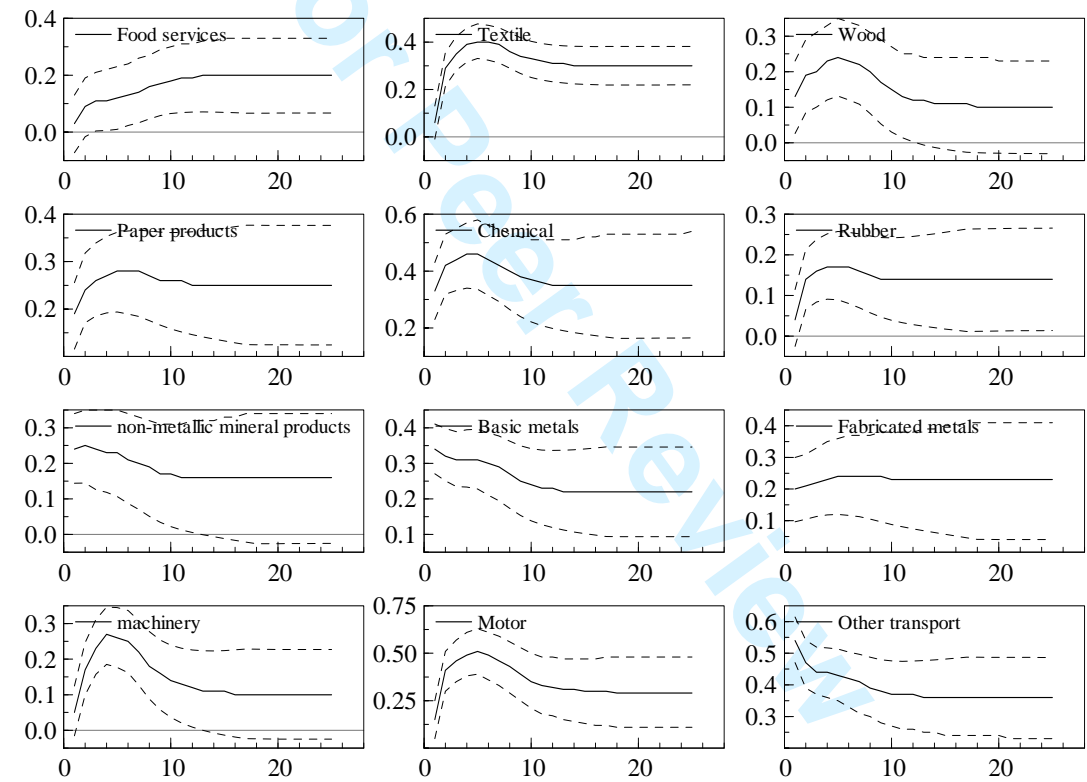 For Peer Review
0.4
Food services
0.2
0.0
0 10 20
Textile
0.4
0.2
0.0
0 10 20
0.3
Wood
0.2
0.1
0.0
0 10 20
0.4
Paper products
0.3
0.2
0 10 20
0.6
Chemical
0.4
0.2
0 10 20
0.3
Rubber
0.2
0.1
0.0
0 10 20
0.3
non-metallic mineral products
0.2
0.1
0.0
0 10 20
0.4
Basic metals
0.3
0.2
0.1
0 10 20
0.4
Fabricated metals
0.3
0.2
0.1
0 10 20
0.3
machinery
0.2
0.1
0.0
0 10 20
0.75
Motor
0.50
0.25
0 10 20
0.6
Other transport
0.5
0.4
0.3
0 10 20